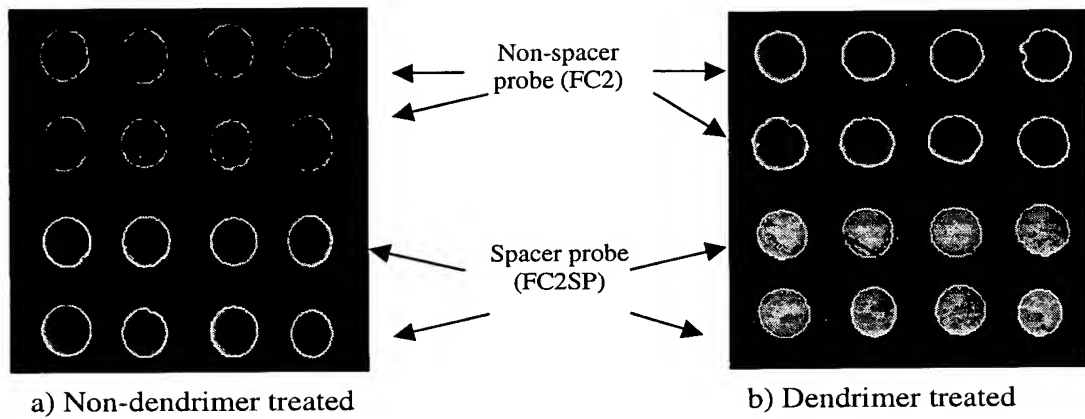 Non-spacer
probe (FC2)
Spacer probe
(FC2SP)
a) Non-dendrimer treated
b) Dendrimer treated